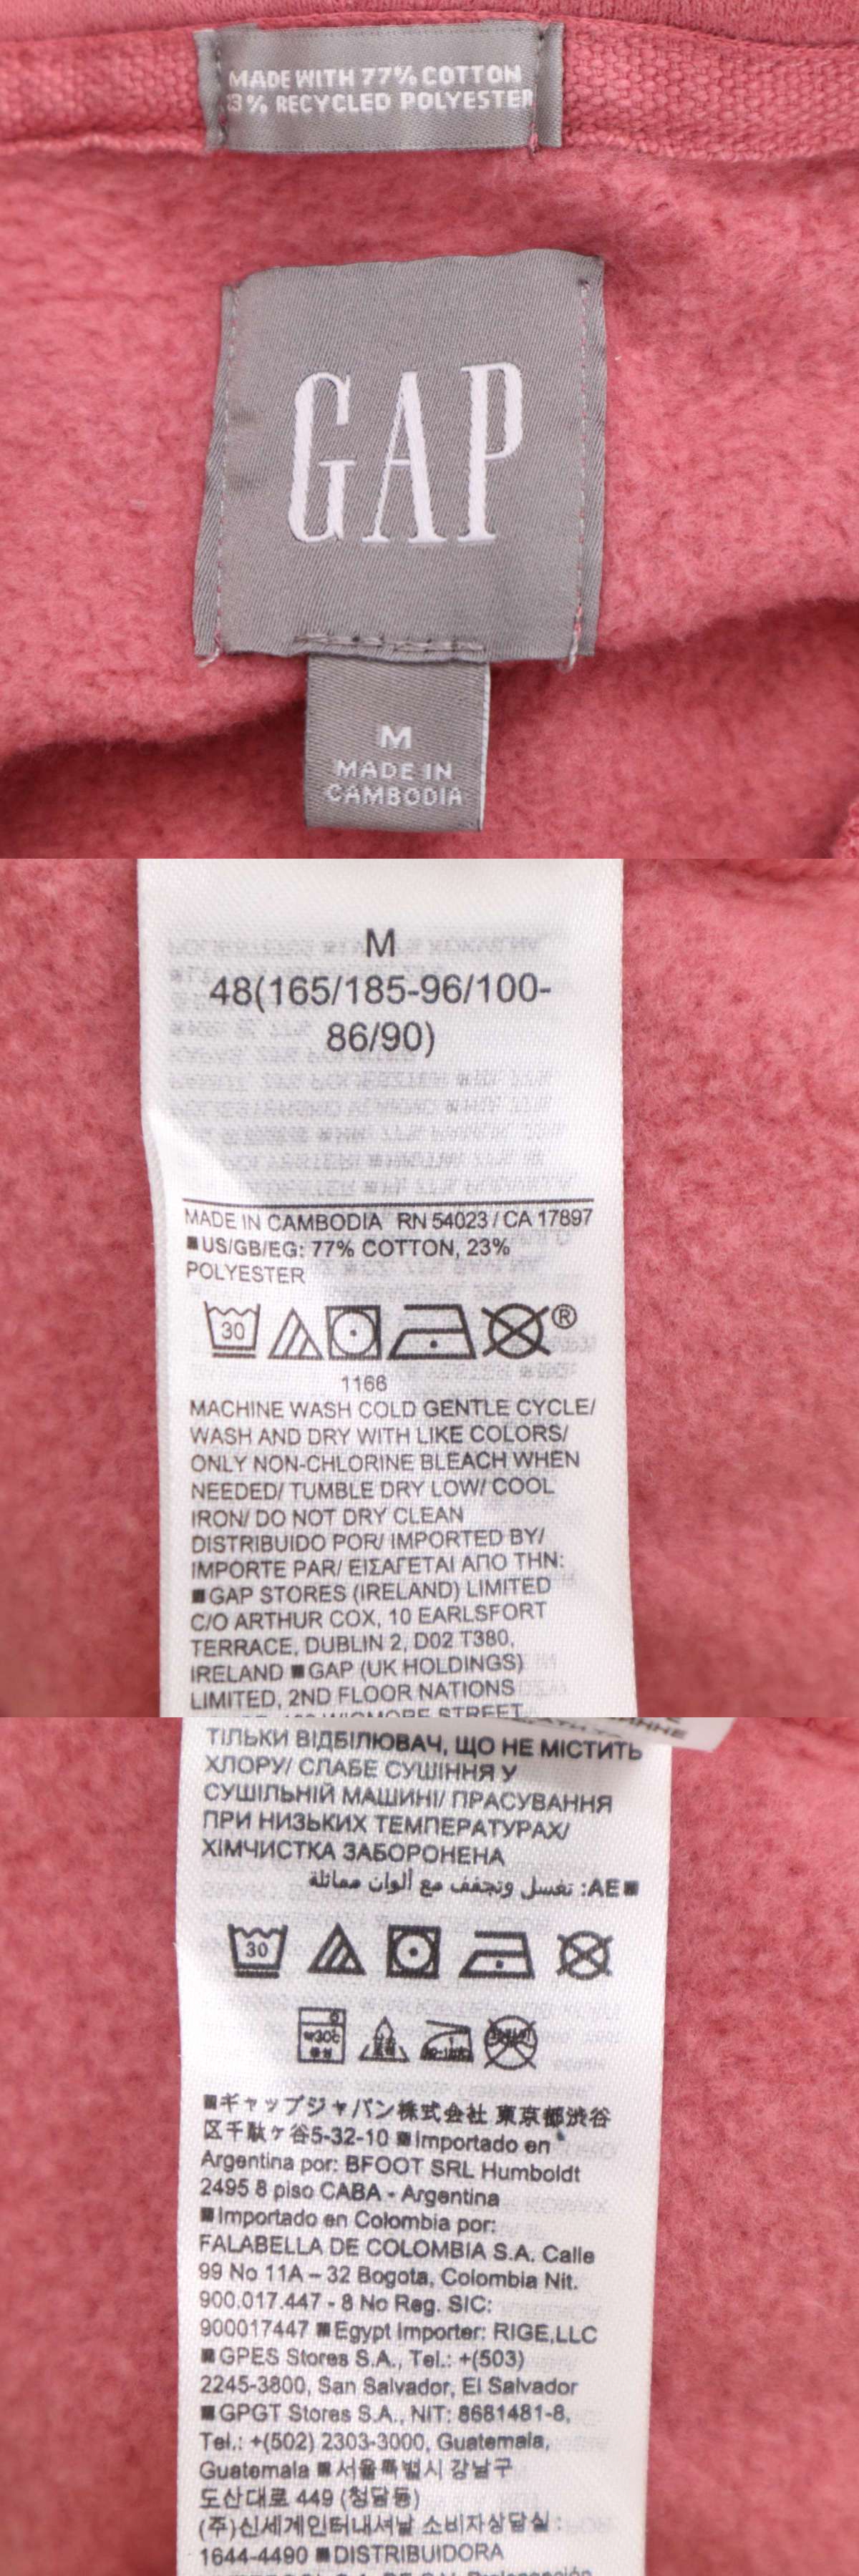 MADE WITH 77% COTTON
3% RECYCLED POLYESTER
GAP
M
MADE IN
CAMBODIA
M
48(165/185-96/100-
86/90)
MADE IN CAMBODIA RN 54023 / CA 17897
■US/GB/EG: 77% COTTON, 23%
POLYESTER
30
®
1166
MACHINE WASH COLD GENTLE CYCLE/
WASH AND DRY WITH LIKE COLORS/
ONLY NON-CHLORINE BLEACH WHEN
NEEDED/ TUMBLE DRY LOW/ COOL
IRON/ DO NOT DRY CLEAN
DISTRIBUIDO POR/ IMPORTED BY/
IMPORTE PAR/ ΕΙΣΑΓΕΤΑΙ ΑΠΟ ΤΗΝ:
■GAP STORES (IRELAND) LIMITED
C/O ARTHUR COX, 10 EARLSFORT
TERRACE, DUBLIN 2, D02 T380,
IRELAND ■GAP (UK HOLDINGS)
LIMITED, 2ND FLOOR NATIONS
WIGMORE STREET
ТІЛЬКИ ВІДБІЛЮВАЧ, ЩО НЕ МІСТИТЬ
ХЛОРУ/ СЛАБЕ СУШІННЯ У
СУШІЛЬНІЙ МАШИНІ/ ПРАСУВАННЯ
ПРИ НИЗЬКИХ ТЕМПЕРАТУРАХ/
ХІМЧИСТКА ЗАБОРОНЕНА
■AE: تغسل وتجفف مع ألوان مماثلة
30
■ギャップジャパン株式会社 東京都渋谷
区千駄ヶ谷5-32-10 ■Importado en
Argentina por: BFOOT SRL Humboldt
2495 8 piso CABA - Argentina
■Importado en Colombia por:
FALABELLA DE COLOMBIA S.A. Calle
99 No 11A – 32 Bogota, Colombia Nit.
900.017.447 - 8 No Reg. SIC:
900017447 ■Egypt Importer: RIGE,LLC
■GPES Stores S.A., Tel.: +(503)
2245-3800, San Salvador, El Salvador
■GPGT Stores S.A., NIT: 8681481-8,
Tel.: +(502) 2303-3000, Guatemala,
Guatemala ■서울특별시 강남구
도산대로 449 (청담동)
(주)신세계인터내셔날 소비자상담실:
1644-4490 ■DISTRIBUIDORA